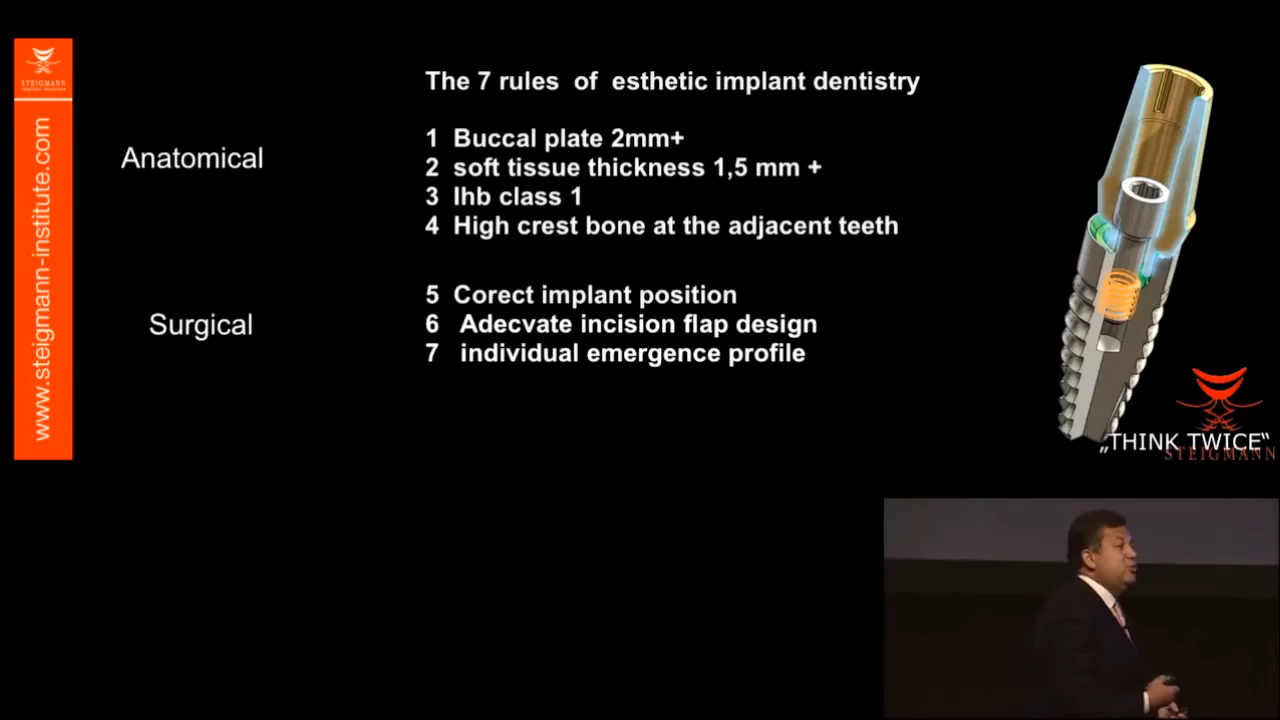 STEIGMANN
www.steigmann-institute.com
The 7 rules of esthetic implant dentistry
Anatomical
1 Buccal plate 2mm+
2 soft tissue thickness 1,5 mm +
3 Ihb class 1
4 High crest bone at the adjacent teeth
Surgical
5 Corect implant position
6 Adecvate incision flap design
7 individual emergence profile
„THINK TWICE“
STEIGMANN